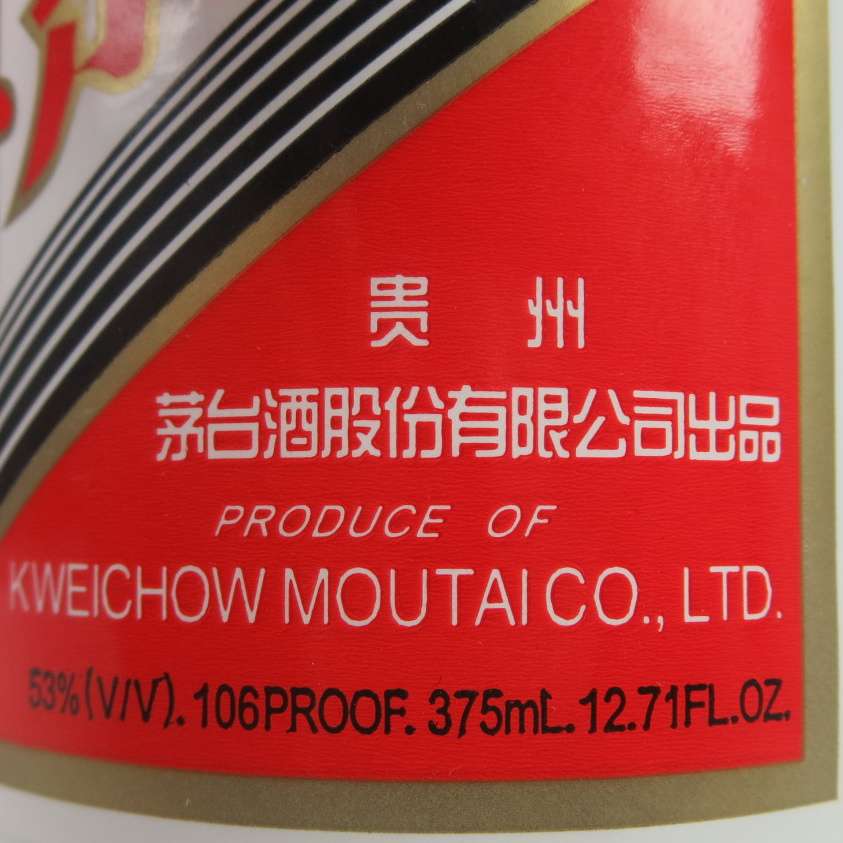 贵 州
茅台酒股份有限公司出品
PRODUCE OF
KWEICHOW MOUTAI CO., LTD.
53%(V/V). 106PROOF. 375mL. 12.71FL.OZ.